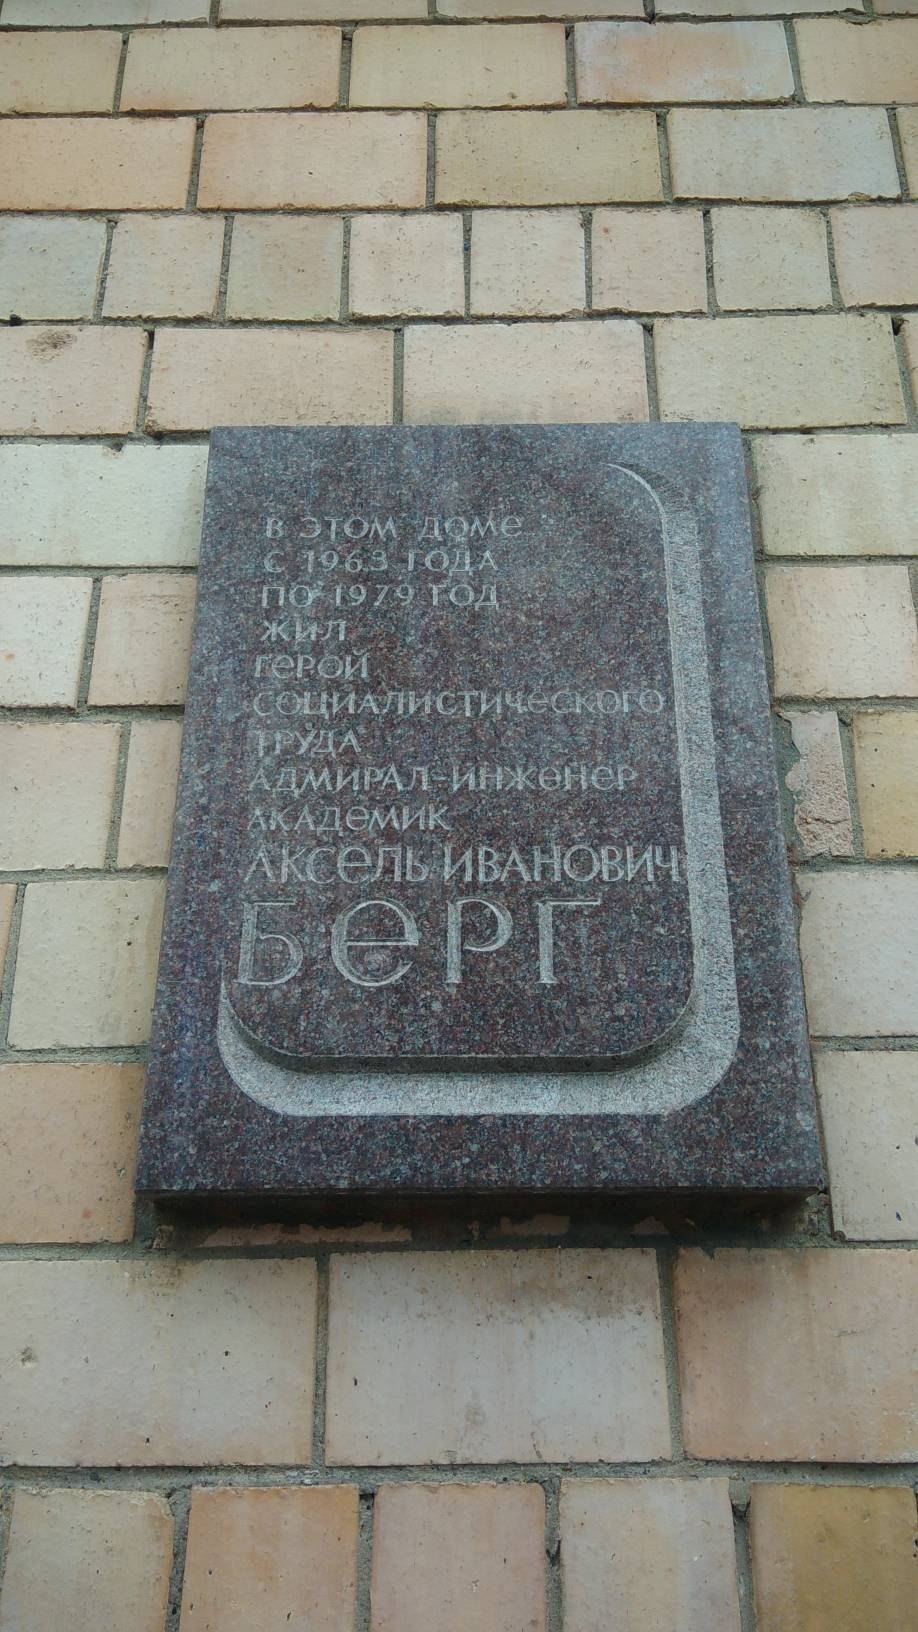 В ЭТОМ ДОМЕ
С 1963 ГОДА
ПО 1979 ГОД
ЖИЛ
ГЕРОЙ
СОЦИАЛИСТИЧЕСКОГО
ТРУДА
АДМИРАЛ-ИНЖЕНЕР
АКАДЕМИК
АКСЕЛЬ ИВАНОВИЧ
БЕРГ